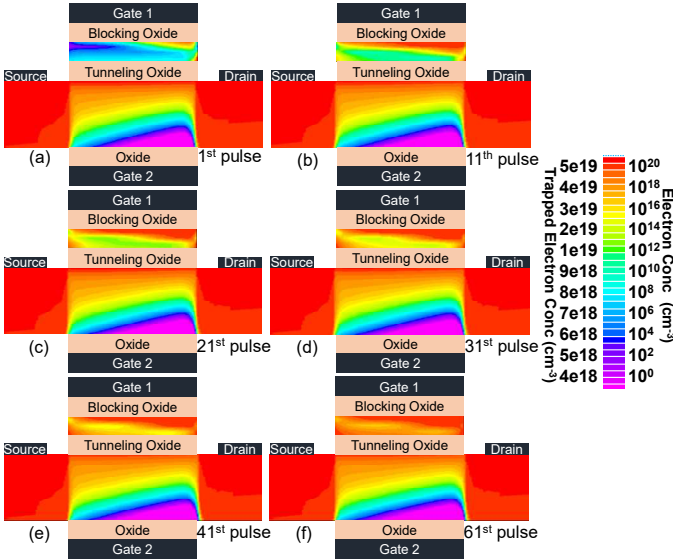 Gate 1
Blocking Oxide
Source Tunneling Oxide Drain
(a) 1st pulse
Oxide
Gate 2
Gate 1
Blocking Oxide
Source Tunneling Oxide Drain
(b) 11th pulse
Oxide
Gate 2
Gate 1
Blocking Oxide
Source Tunneling Oxide Drain
(c) Oxide 21st pulse
Gate 2
Gate 1
Blocking Oxide
Source Tunneling Oxide Drain
(d) Oxide 31st pulse
Gate 2
Gate 1
Blocking Oxide
Source Tunneling Oxide Drain
(e) Oxide 41st pulse
Gate 2
Gate 1
Blocking Oxide
Source Tunneling Oxide Drain
(f) Oxide 61st pulse
Gate 2
Trapped Electron Conc (cm-3)
Electron Conc (cm-3)
5e19 10^20
4e19 10^18
3e19 10^16
2e19 10^14
1e19 10^12
9e18 10^10
8e18 10^8
7e18 10^6
6e18 10^4
5e18 10^2
4e18 10^0